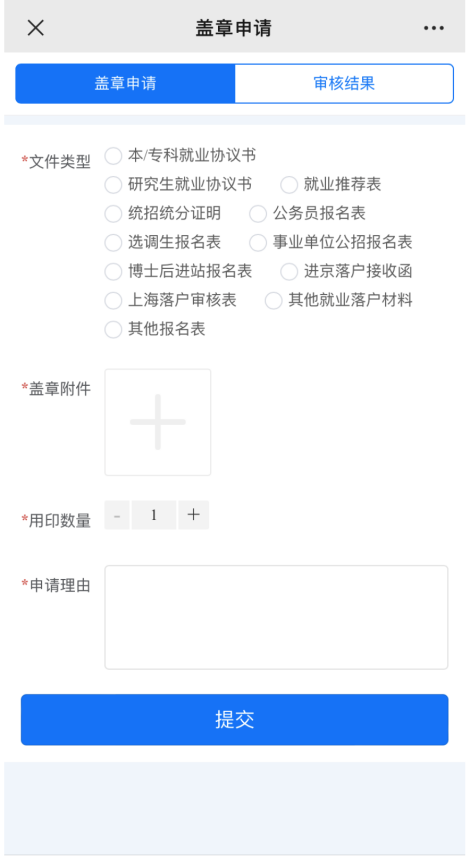 盖章申请
盖章申请 审核结果
*文件类型 本/专科就业协议书
研究生就业协议书 就业推荐表
统招统分证明 公务员报名表
选调生报名表 事业单位公招报名表
博士后进站报名表 进京落户接收函
上海落户审核表 其他就业落户材料
其他报名表
*盖章附件
*用印数量 - 1 +
*申请理由
提交